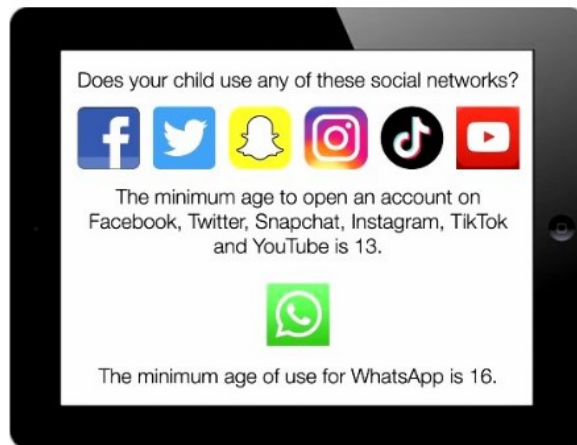 Does your child use any of these social networks?
The minimum age to open an account on
Facebook, Twitter, Snapchat, Instagram, TikTok
and YouTube is 13.
The minimum age of use for WhatsApp is 16.